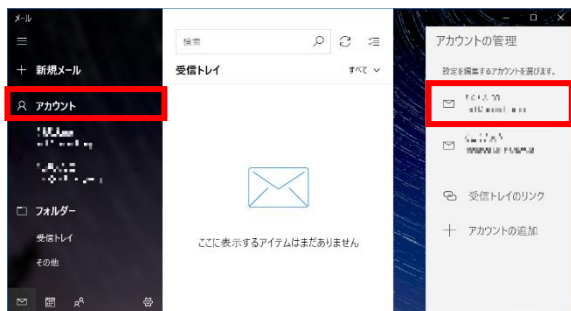 メール
新規メール
アカウント
フォルダー
受信トレイ
その他
検索
受信トレイ
すべて
ここに表示するアイテムはまだありません
アカウントの管理
設定を編集するアカウントを選びます。
受信トレイのリンク
アカウントの追加